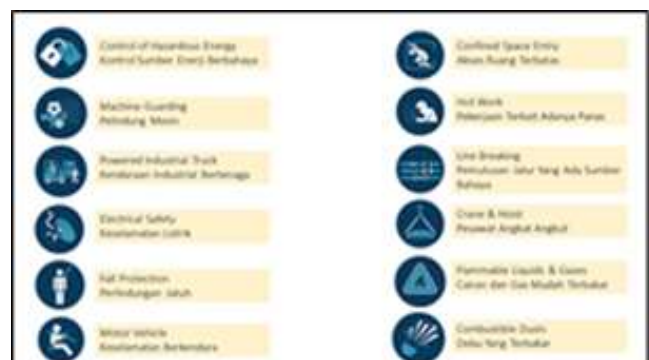 Control of Hazardous Energy
Kontrol Sumber Energi Berbahaya
Machine Guarding
Pelindung Mesin
Powered Industrial Truck
Kendaraan Industrial Bertenaga
Electrical Safety
Keselamatan Listrik
Fall Protection
Perlindungan Jatuh
Motor Vehicle
Keselamatan Berkendara
Confined Space Entry
Akses Ruang Terbatas
Hot Work
Pekerjaan Terkait Adanya Panas
Line Breaking
Pemutusan Jalur Yang Ada Sumber
Bahaya
Crane & Hoist
Pesawat Angkat Angkut
Flammable Liquids & Gases
Cairan dan Gas Mudah Terbakar
Combustible Dusts
Debu Yang Terbakar